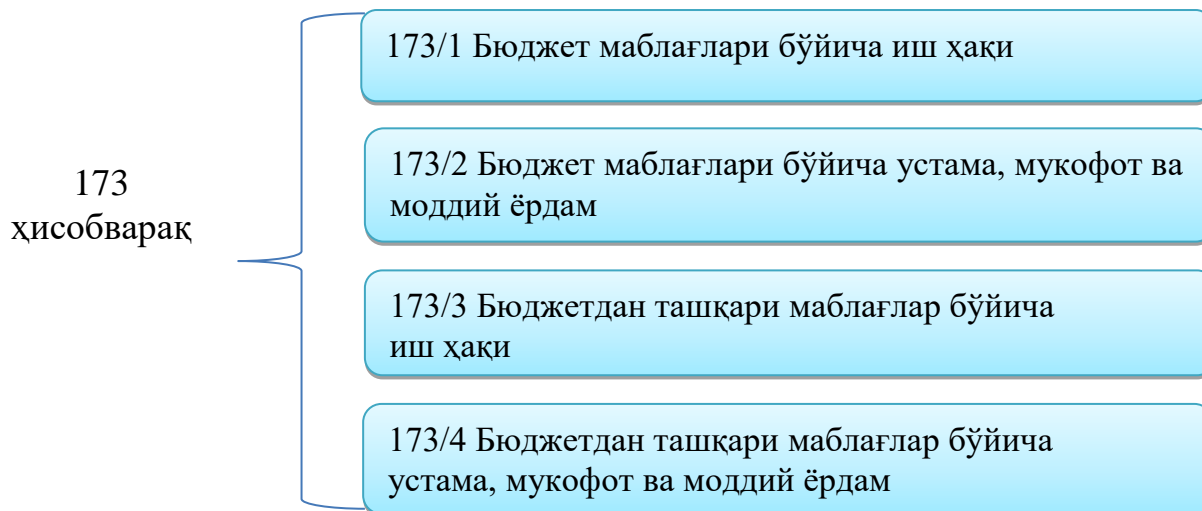 173
ҳисобварақ
173/1 Бюджет маблағлари бўйича иш ҳақи
173/2 Бюджет маблағлари бўйича устама, мукофот ва
моддий ёрдам
173/3 Бюджетдан ташқари маблағлар бўйича
иш ҳақи
173/4 Бюджетдан ташқари маблағлар бўйича
устама, мукофот ва моддий ёрдам